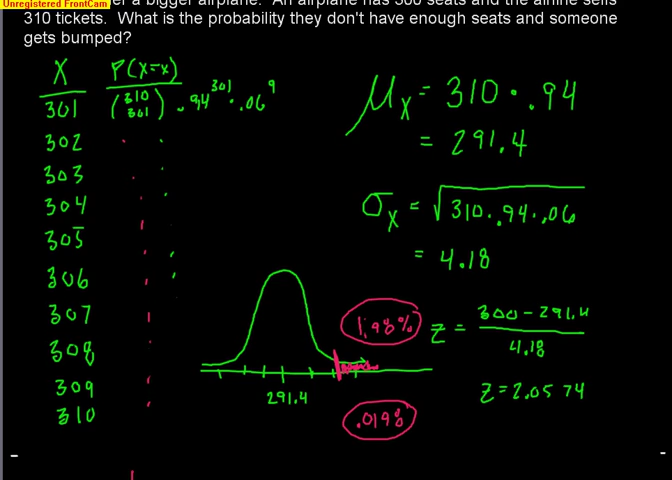 Unregistered FrontCam
er a bigger airplane. An airplane has 300 seats and the airline sells
310 tickets. What is the probability they don't have enough seats and someone
gets bumped?
X P(X=x)
301 (310 301) .94^301 · .06^9
302
303
304
305
306
307
308
309
310
μx = 310 · .94
= 291.4
σx = √310 · .94 · .06
= 4.18
1.98%
z = 300 - 291.4 / 4.18
z = 2.0574
291.4
.0198%